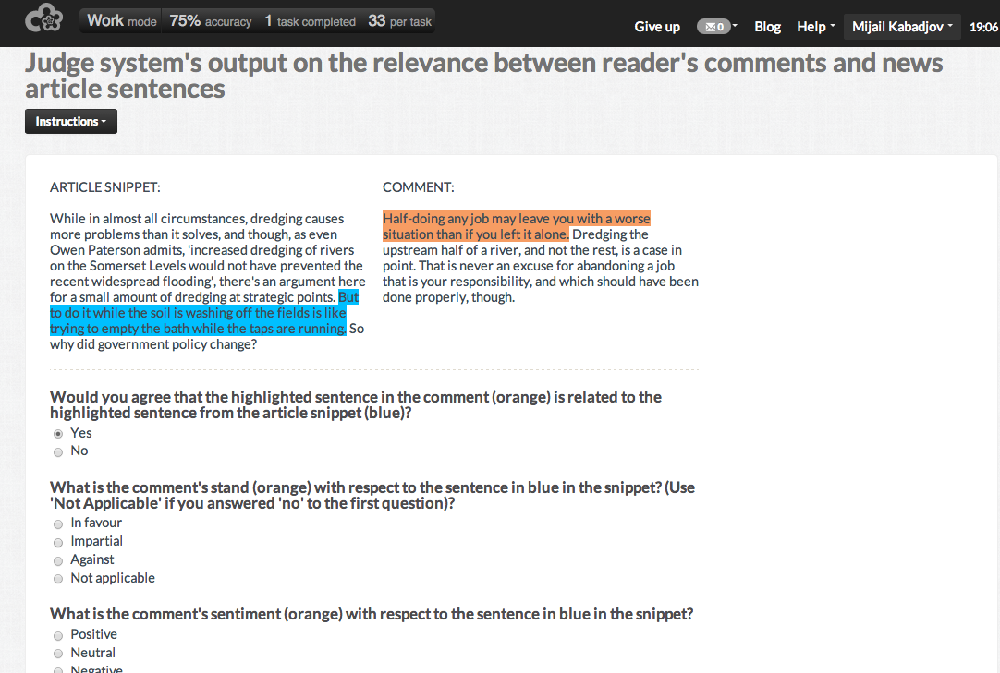 Work mode 75% accuracy 1 task completed 33 per task
Give up 0 Blog Help Mijail Kabadjov 19:06
Judge system's output on the relevance between reader's comments and news
article sentences
Instructions
ARTICLE SNIPPET:
While in almost all circumstances, dredging causes
more problems than it solves, and though, as even
Owen Paterson admits, 'increased dredging of rivers
on the Somerset Levels would not have prevented the
recent widespread flooding', there's an argument here
for a small amount of dredging at strategic points. But
to do it while the soil is washing off the fields is like
trying to empty the bath while the taps are running. So
why did government policy change?
COMMENT:
Half-doing any job may leave you with a worse
situation than if you left it alone. Dredging the
upstream half of a river, and not the rest, is a case in
point. That is never an excuse for abandoning a job
that is your responsibility, and which should have been
done properly, though.
Would you agree that the highlighted sentence in the comment (orange) is related to the
highlighted sentence from the article snippet (blue)?
Yes
No
What is the comment's stand (orange) with respect to the sentence in blue in the snippet? (Use
'Not Applicable' if you answered 'no' to the first question)?
In favour
Impartial
Against
Not applicable
What is the comment's sentiment (orange) with respect to the sentence in blue in the snippet?
Positive
Neutral
Negative